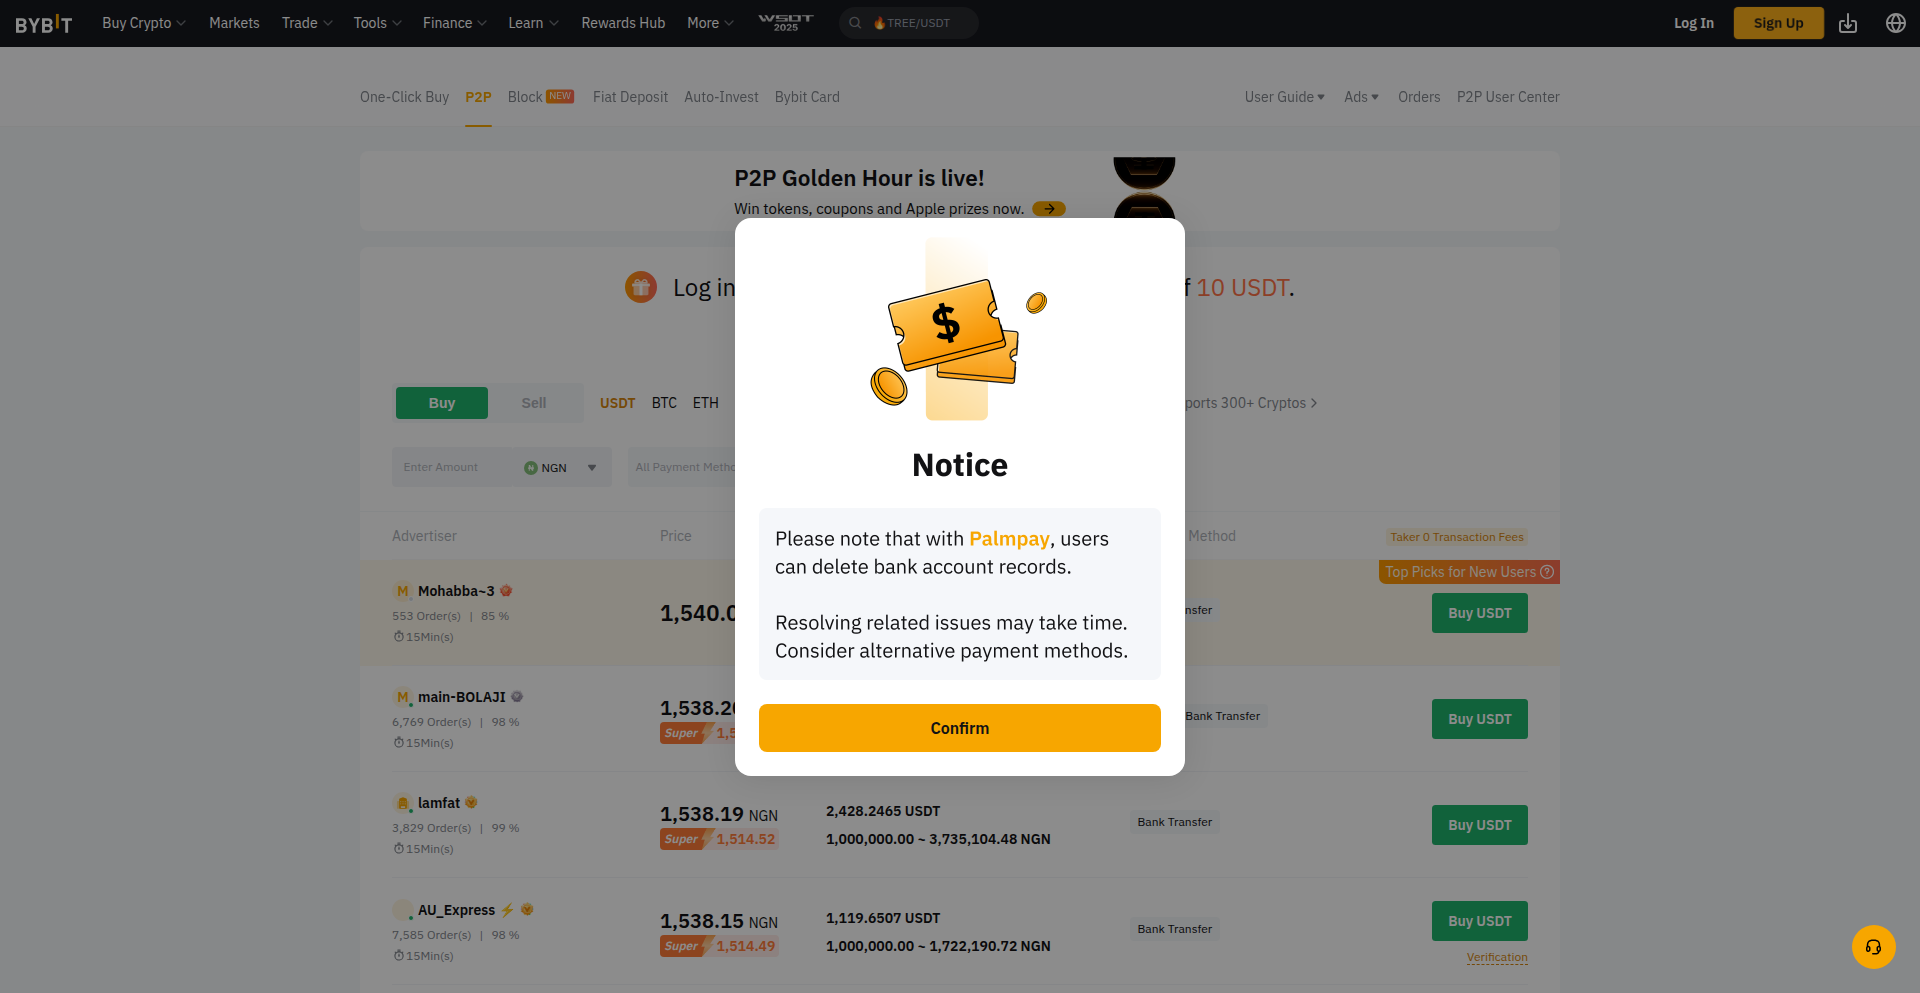 BYBIT Buy Crypto Markets Trade Tools Finance Learn Rewards Hub More WSOT 2025 🔥TREE/USDT Log In Sign Up
One-Click Buy P2P Block NEW Fiat Deposit Auto-Invest Bybit Card User Guide Ads Orders P2P User Center
P2P Golden Hour is live!
Win tokens, coupons and Apple prizes now.
Log in f 10 USDT.
$
Notice
Please note that with Palmpay, users
can delete bank account records.
Resolving related issues may take time.
Consider alternative payment methods.
Confirm
Buy Sell USDT BTC ETH ports 300+ Cryptos
Enter Amount N NGN All Payment Metho
Advertiser Price Method Taker 0 Transaction Fees
Top Picks for New Users
M Mohabba~3
553 Order(s) | 85 %
15Min(s)
1,540.0
nsfer
Buy USDT
M main-BOLAJI
6,769 Order(s) | 98 %
15Min(s)
1,538.20
Super 1,5
Bank Transfer
Buy USDT
lamfat
3,829 Order(s) | 99 %
15Min(s)
1,538.19 NGN
Super 1,514.52
2,428.2465 USDT
1,000,000.00 ~ 3,735,104.48 NGN
Bank Transfer
Buy USDT
AU_Express ⚡
7,585 Order(s) | 98 %
15Min(s)
1,538.15 NGN
Super 1,514.49
1,119.6507 USDT
1,000,000.00 ~ 1,722,190.72 NGN
Bank Transfer
Buy USDT
Verification